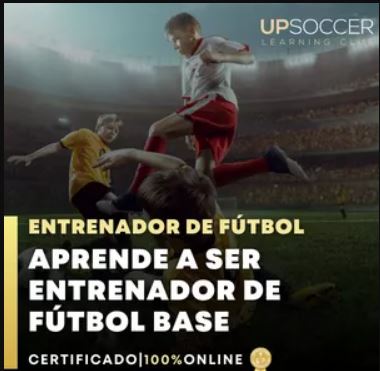 UPSOCCER
LEARNING CLUB
ENTRENADOR DE FÚTBOL
APRENDE A SER
ENTRENADOR DE
FÚTBOL BASE
CERTIFICADO|100%ONLINE